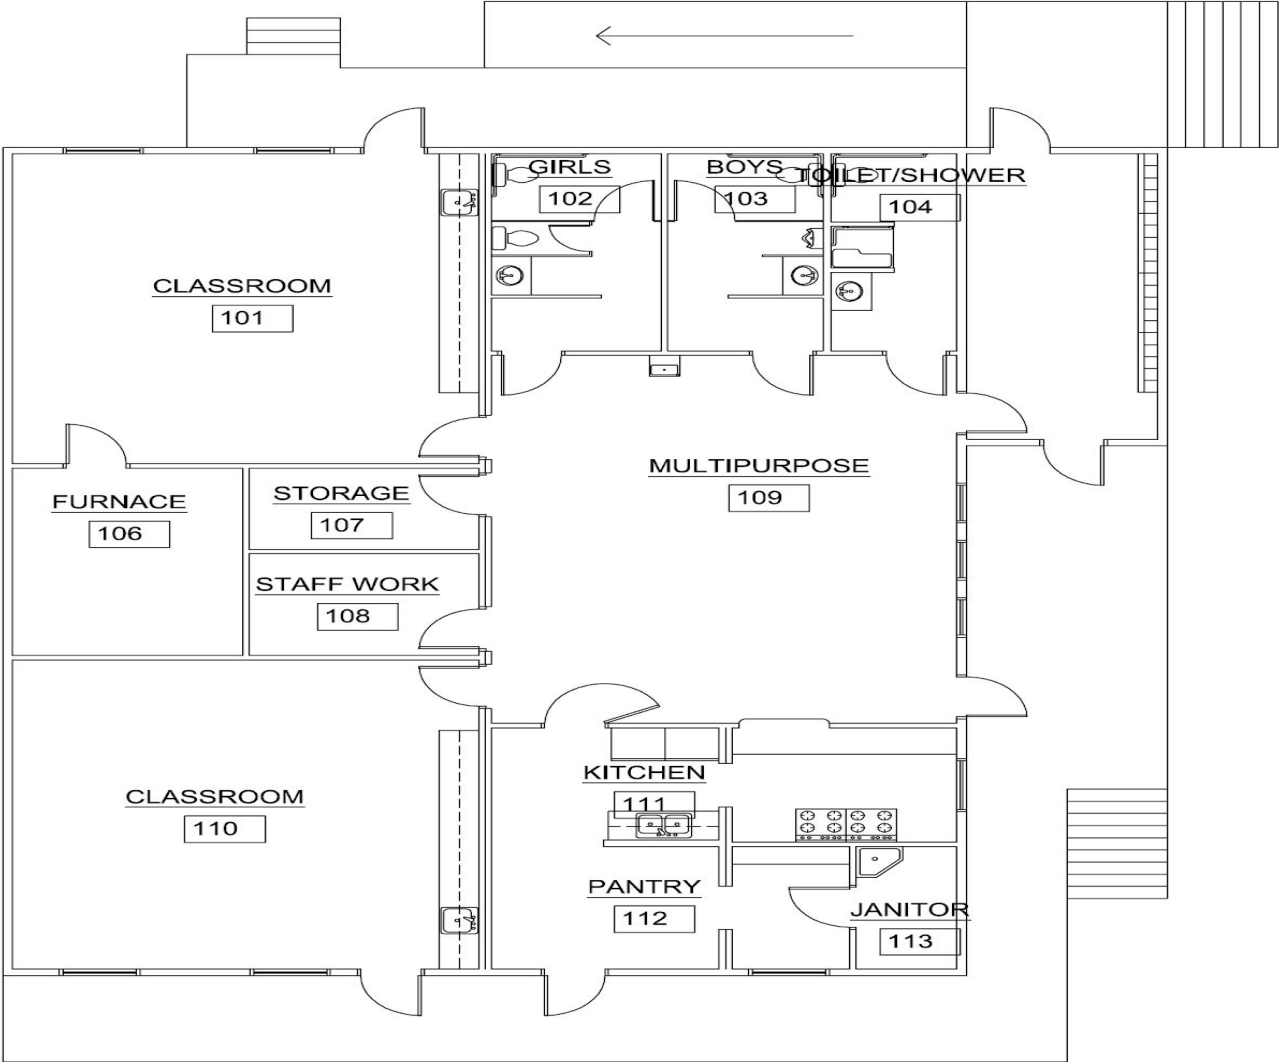 GIRLS
102
BOYS
103
TOILET/SHOWER
104
CLASSROOM
101
MULTIPURPOSE
109
FURNACE
106
STORAGE
107
STAFF WORK
108
CLASSROOM
110
KITCHEN
111
PANTRY
112
JANITOR
113